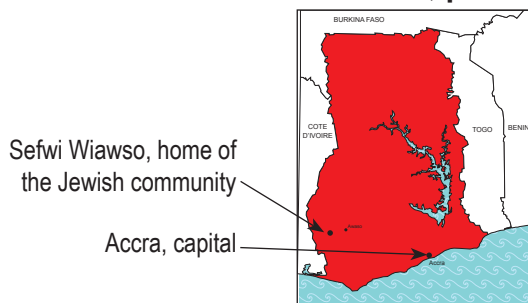 BURKINA FASO
COTE
D'IVOIRE
TOGO
BENIN
Sefwi Wiawso, home of
the Jewish community
Accra, capital
Accra